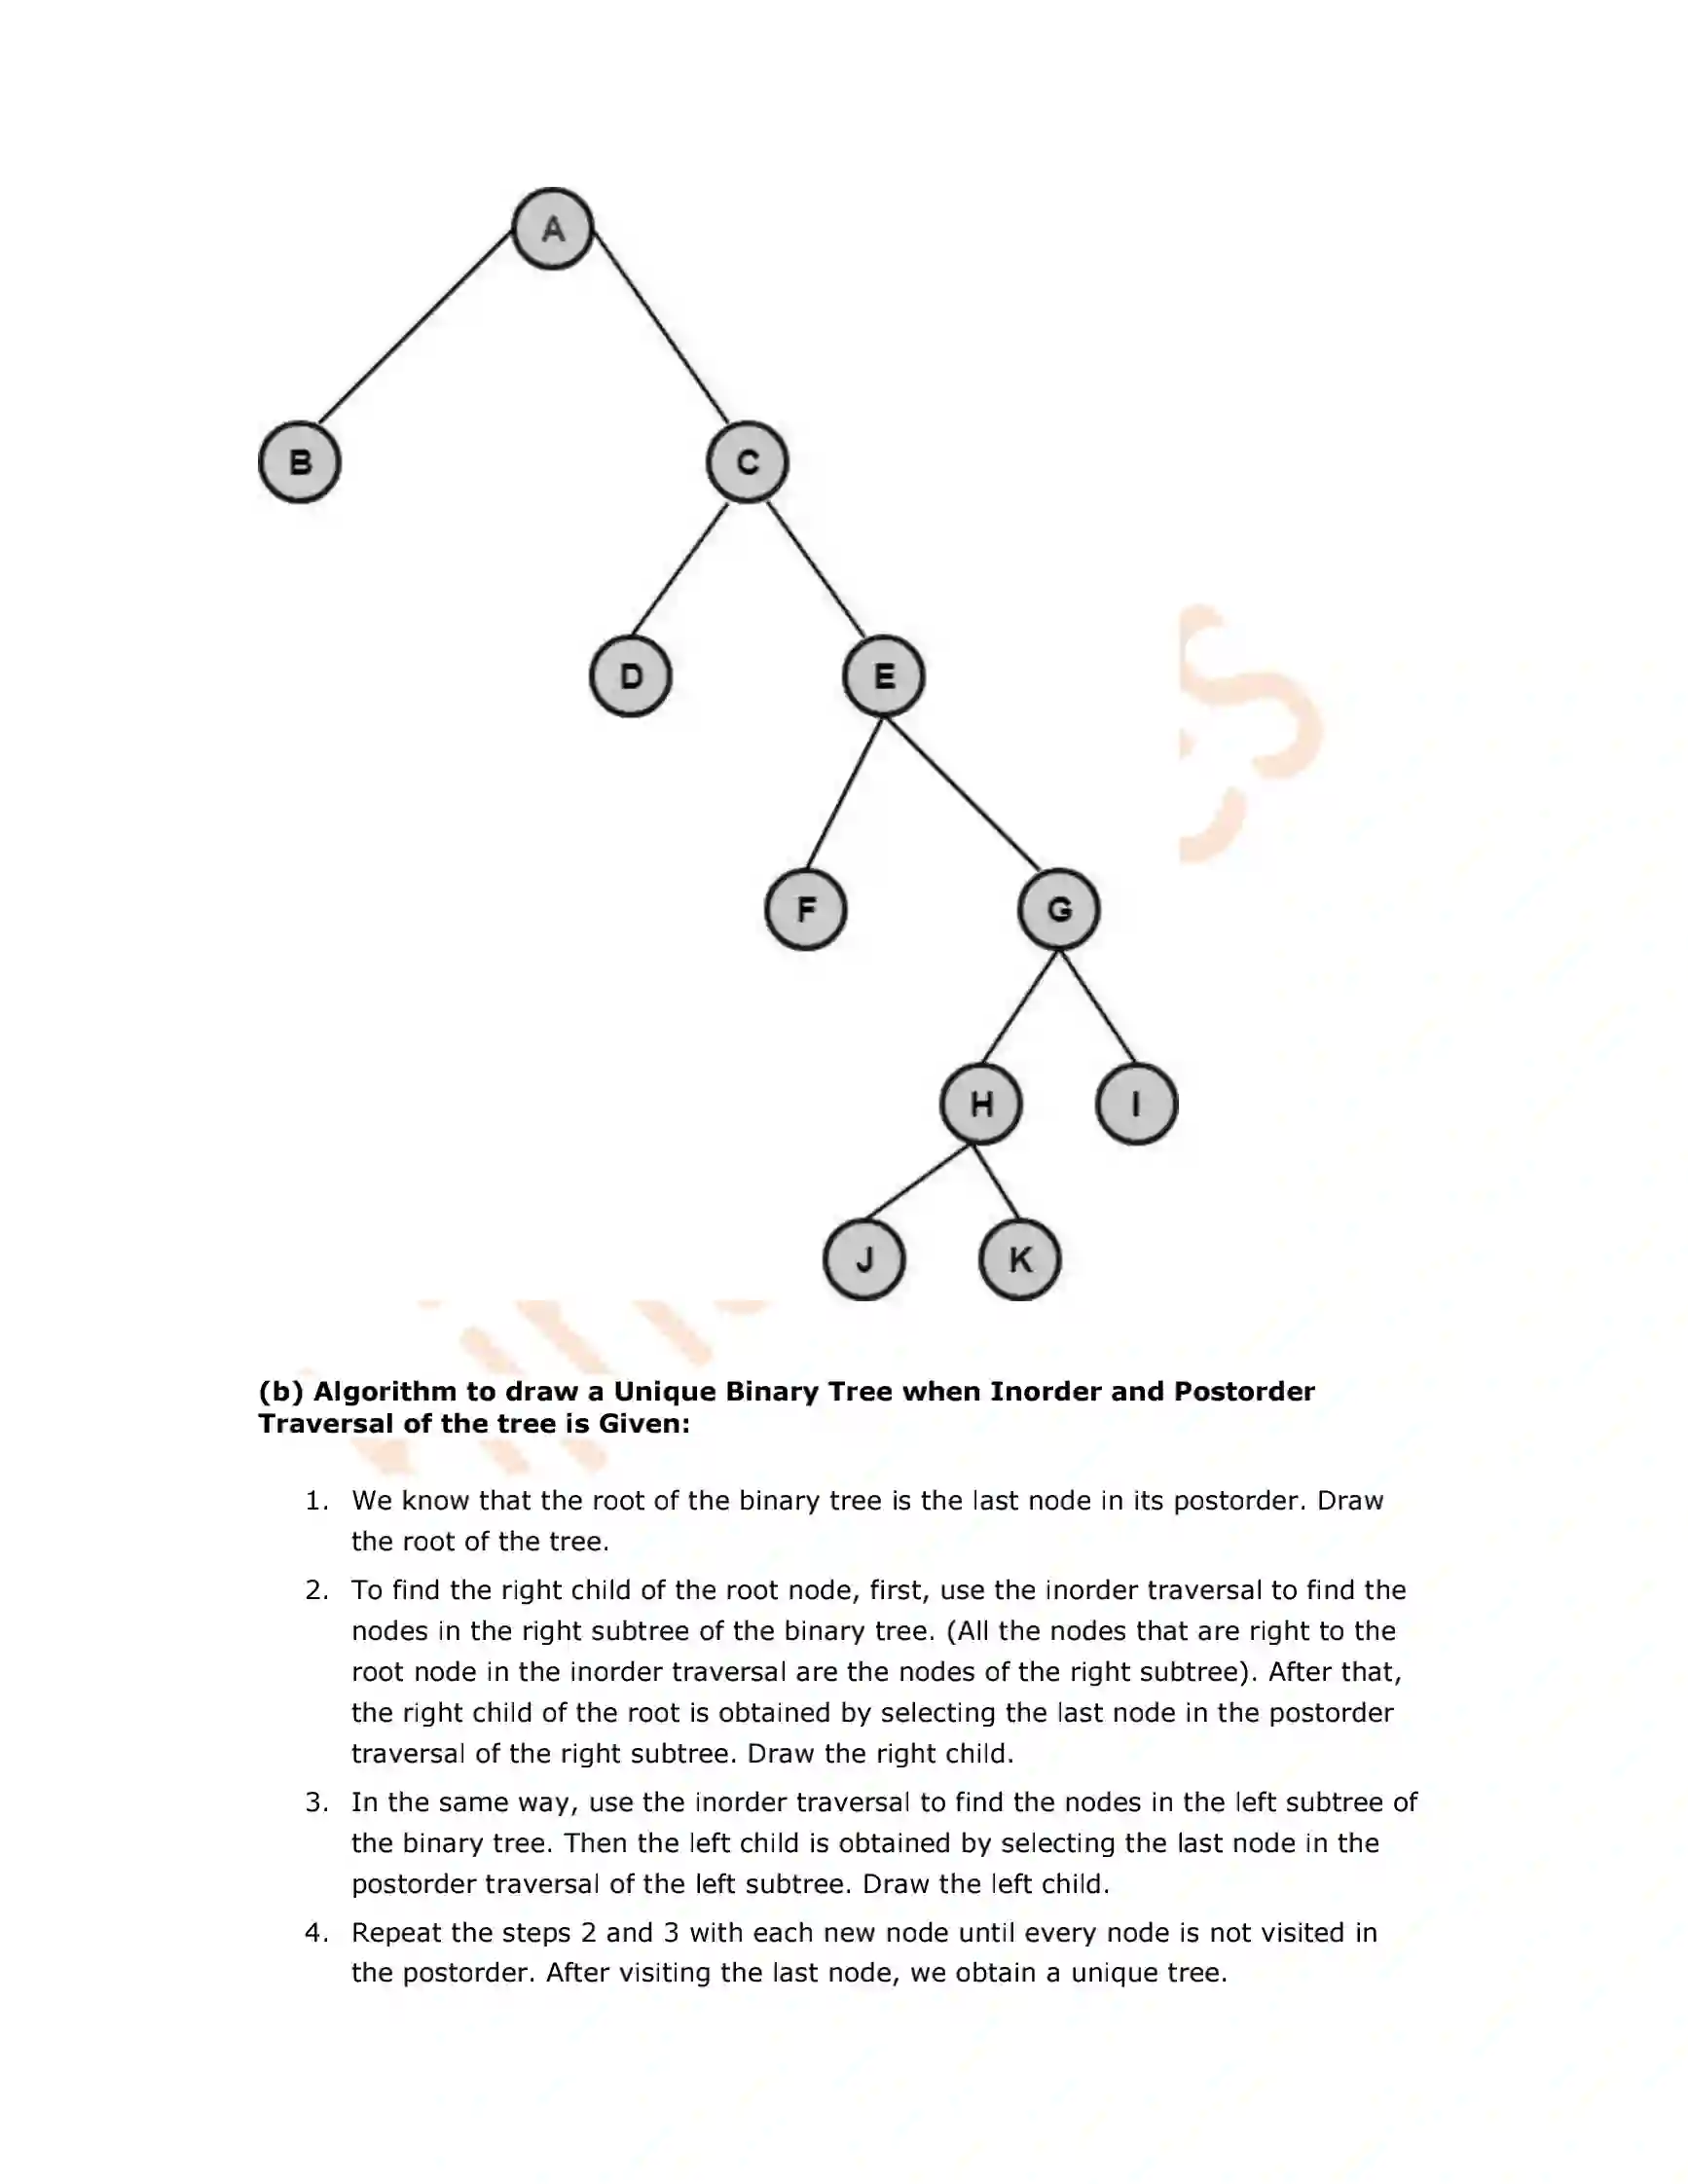 A
B
C
D
E
F
G
H
I
J
K
(b) Algorithm to draw a Unique Binary Tree when Inorder and Postorder
Traversal of the tree is Given:
1. We know that the root of the binary tree is the last node in its postorder. Draw
the root of the tree.
2. To find the right child of the root node, first, use the inorder traversal to find the
nodes in the right subtree of the binary tree. (All the nodes that are right to the
root node in the inorder traversal are the nodes of the right subtree). After that,
the right child of the root is obtained by selecting the last node in the postorder
traversal of the right subtree. Draw the right child.
3. In the same way, use the inorder traversal to find the nodes in the left subtree of
the binary tree. Then the left child is obtained by selecting the last node in the
postorder traversal of the left subtree. Draw the left child.
4. Repeat the steps 2 and 3 with each new node until every node is not visited in
the postorder. After visiting the last node, we obtain a unique tree.